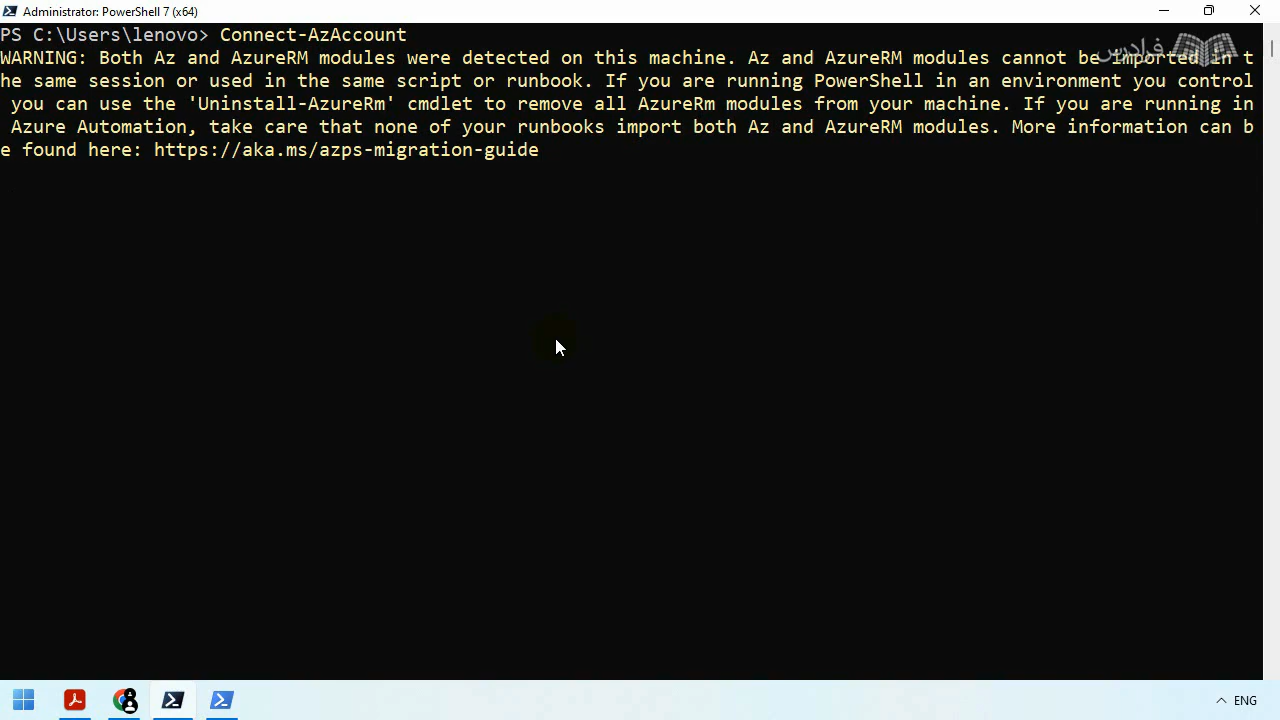 Administrator: PowerShell 7 (x64)
PS C:\Users\lenovo> Connect-AzAccount
WARNING: Both Az and AzureRM modules were detected on this machine. Az and AzureRM modules cannot be imported in t
he same session or used in the same script or runbook. If you are running PowerShell in an environment you control
you can use the 'Uninstall-AzureRm' cmdlet to remove all AzureRm modules from your machine. If you are running in
Azure Automation, take care that none of your runbooks import both Az and AzureRM modules. More information can b
e found here: https://aka.ms/azps-migration-guide
فرادرس
ENG